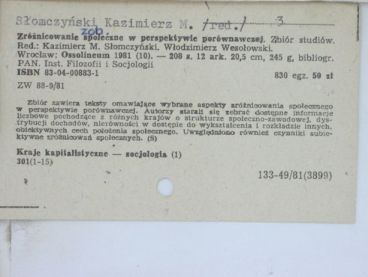 Słomczyński Kazimierz M. /red./ 3
zob.
Zróżnicowanie społeczne w perspektywie porównawczej. Zbiór studiów.
Red.: Kazimierz M. Słomczyński, Włodzimierz Wesołowski.
Wrocław: Ossolineum 1981 (10). — 208 s. 12 ark. 20,5 cm, 245 g, bibliogr.
PAN. Inst. Filozofii i Socjologii
ISBN 83-04-00883-1 830 egz. 50 zł
ZW 88-9/81
Zbiór zawiera teksty omawiające wybrane aspekty zróżnicowania społecznego
w perspektywie porównawczej. Autorzy starali się zebrać dostępne informacje
liczbowe pochodzące z różnych krajów o strukturze społeczno-zawodowej, dys-
trybucji dochodów, nierówności w dostępie do wykształcenia i rozkładzie innych,
obiektywnych cech położenia społecznego. Uwzględniono również czynniki subie-
ktywne zróżnicowań społecznych. (S)
Kraje kapitalistyczne — socjologia (1)
301(1-15)
133-49/81(3899)